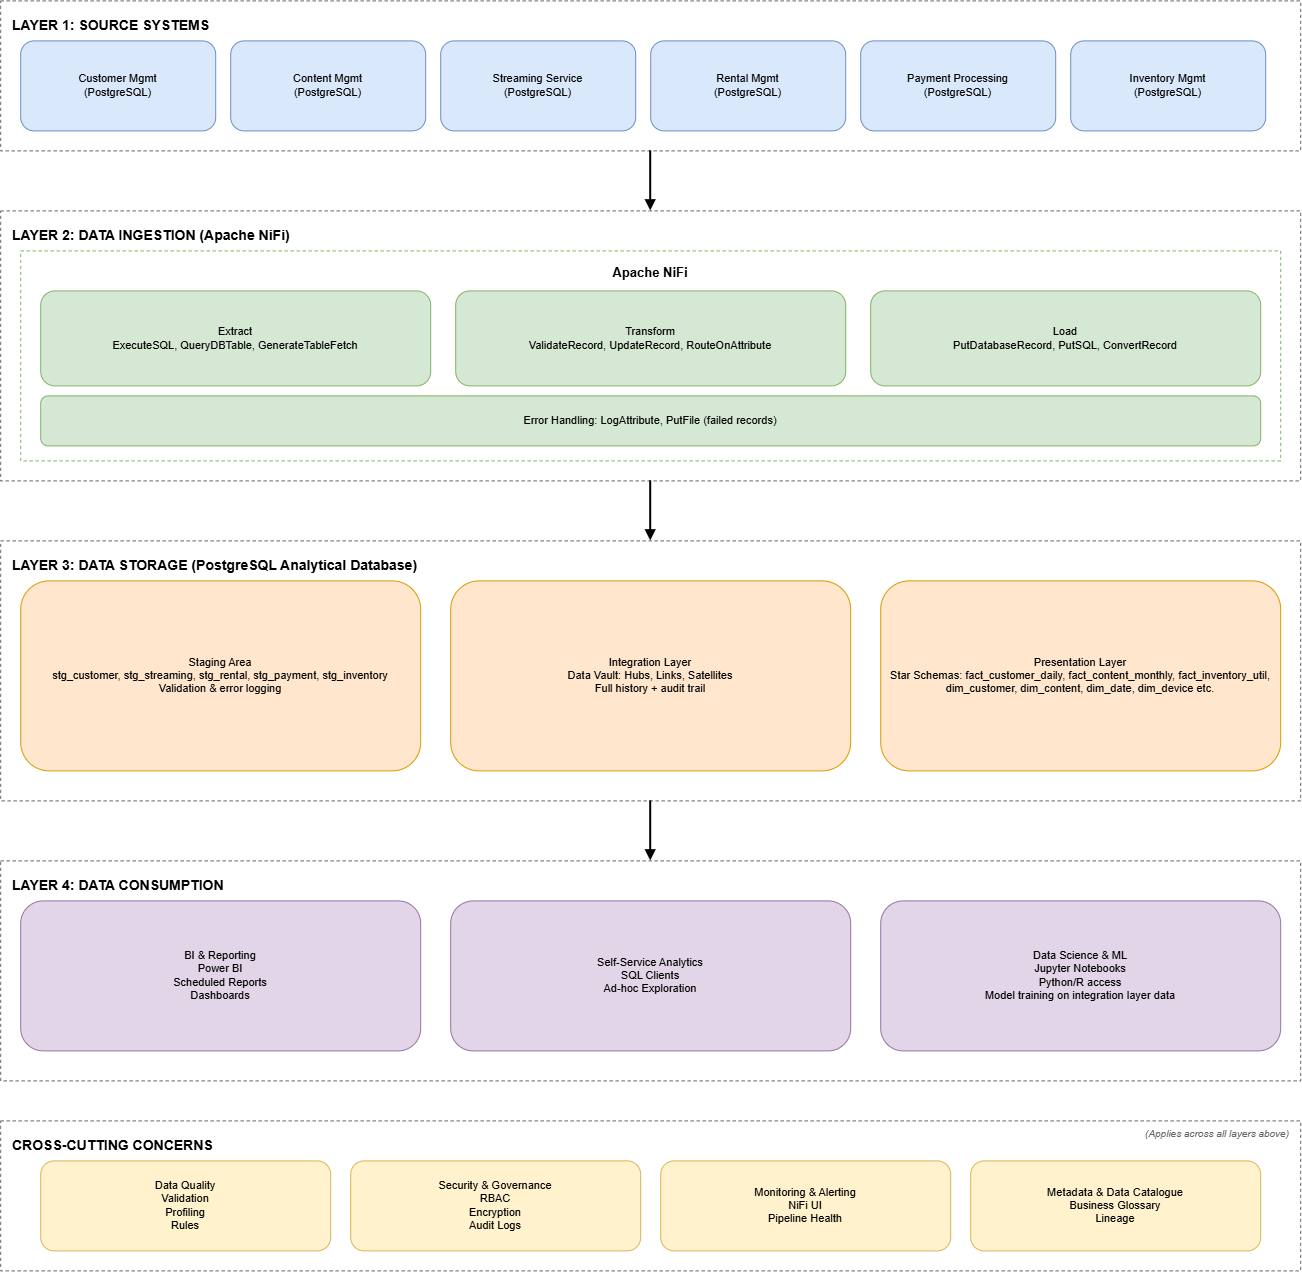 LAYER 1: SOURCE SYSTEMS
Customer Mgmt
(PostgreSQL)
Content Mgmt
(PostgreSQL)
Streaming Service
(PostgreSQL)
Rental Mgmt
(PostgreSQL)
Payment Processing
(PostgreSQL)
Inventory Mgmt
(PostgreSQL)
LAYER 2: DATA INGESTION (Apache NiFi)
Apache NiFi
Extract
ExecuteSQL, QueryDBTable, GenerateTableFetch
Transform
ValidateRecord, UpdateRecord, RouteOnAttribute
Load
PutDatabaseRecord, PutSQL, ConvertRecord
Error Handling: LogAttribute, PutFile (failed records)
LAYER 3: DATA STORAGE (PostgreSQL Analytical Database)
Staging Area
stg_customer, stg_streaming, stg_rental, stg_payment, stg_inventory
Validation & error logging
Integration Layer
Data Vault: Hubs, Links, Satellites
Full history + audit trail
Presentation Layer
Star Schemas: fact_customer_daily, fact_content_monthly, fact_inventory_util,
dim_customer, dim_content, dim_date, dim_device etc.
LAYER 4: DATA CONSUMPTION
BI & Reporting
Power BI
Scheduled Reports
Dashboards
Self-Service Analytics
SQL Clients
Ad-hoc Exploration
Data Science & ML
Jupyter Notebooks
Python/R access
Model training on integration layer data
CROSS-CUTTING CONCERNS
(Applies across all layers above)
Data Quality
Validation
Profiling
Rules
Security & Governance
RBAC
Encryption
Audit Logs
Monitoring & Alerting
NiFi UI
Pipeline Health
Metadata & Data Catalogue
Business Glossary
Lineage